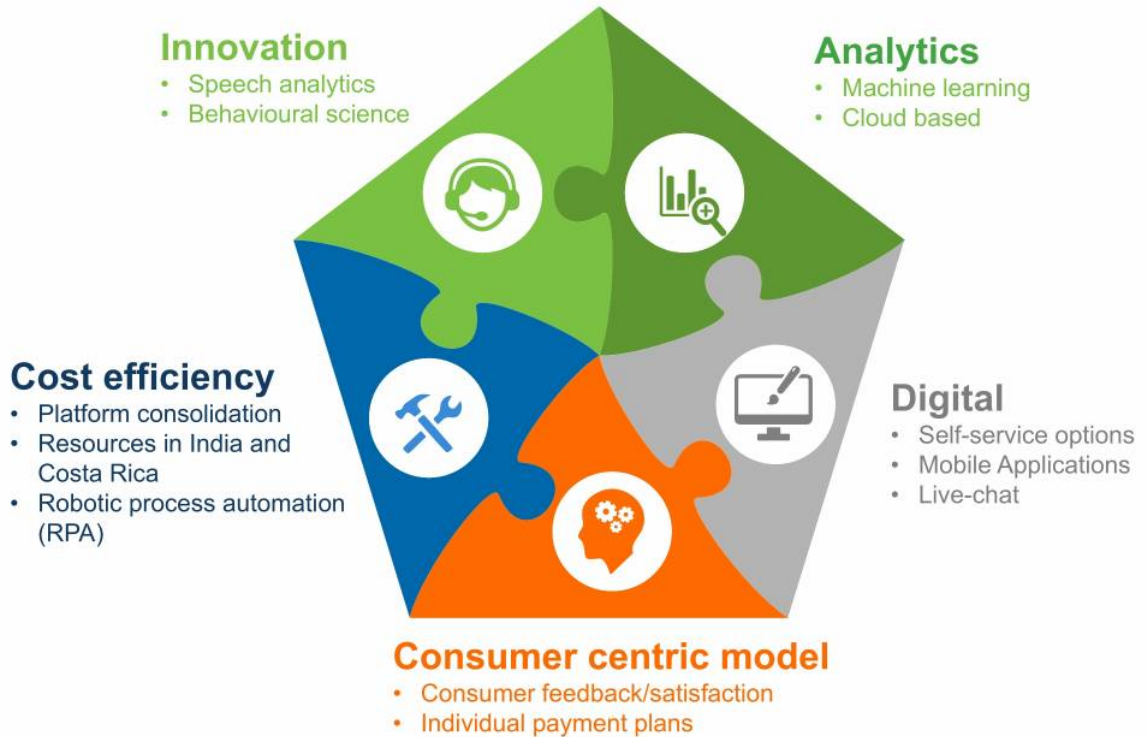 Innovation
• Speech analytics
• Behavioural science
Analytics
• Machine learning
• Cloud based
Cost efficiency
• Platform consolidation
• Resources in India and
Costa Rica
• Robotic process automation
(RPA)
Digital
• Self-service options
• Mobile Applications
• Live-chat
Consumer centric model
• Consumer feedback/satisfaction
• Individual payment plans